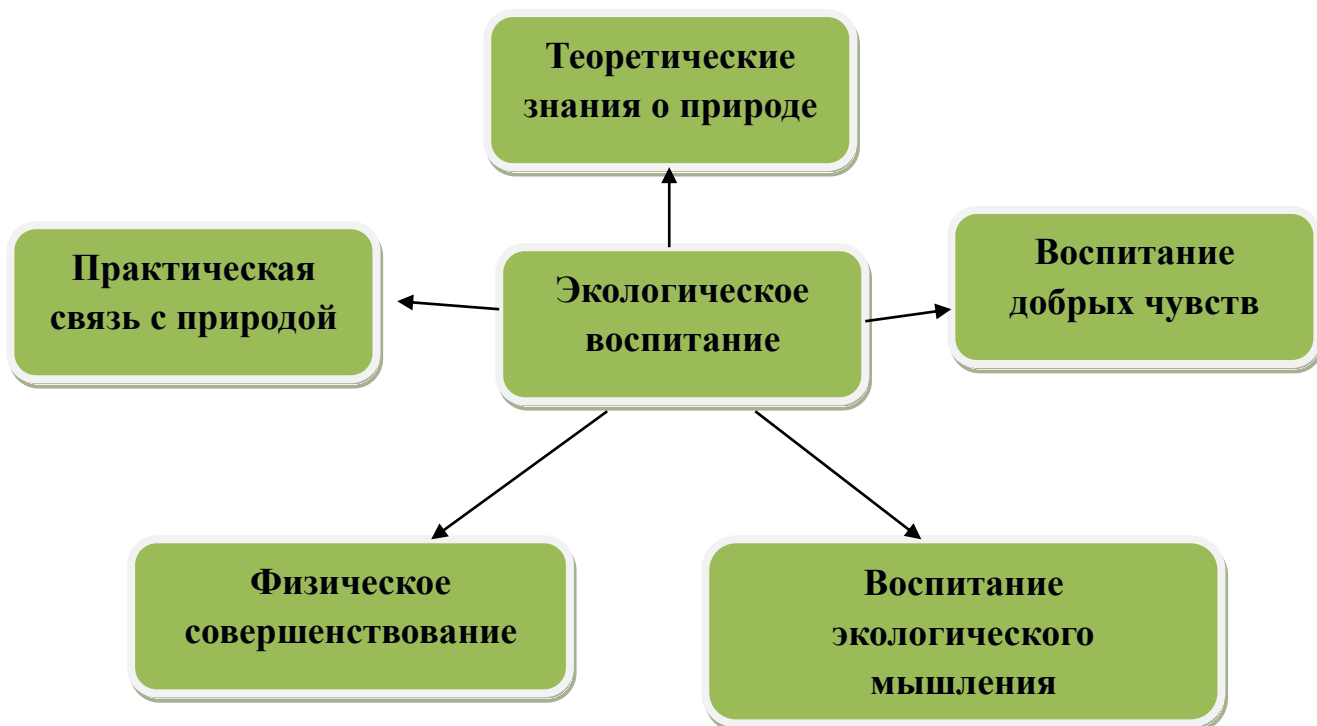 Теоретические
знания о природе
Практическая
связь с природой
Экологическое
воспитание
Воспитание
добрых чувств
Физическое
совершенствование
Воспитание
экологического
мышления